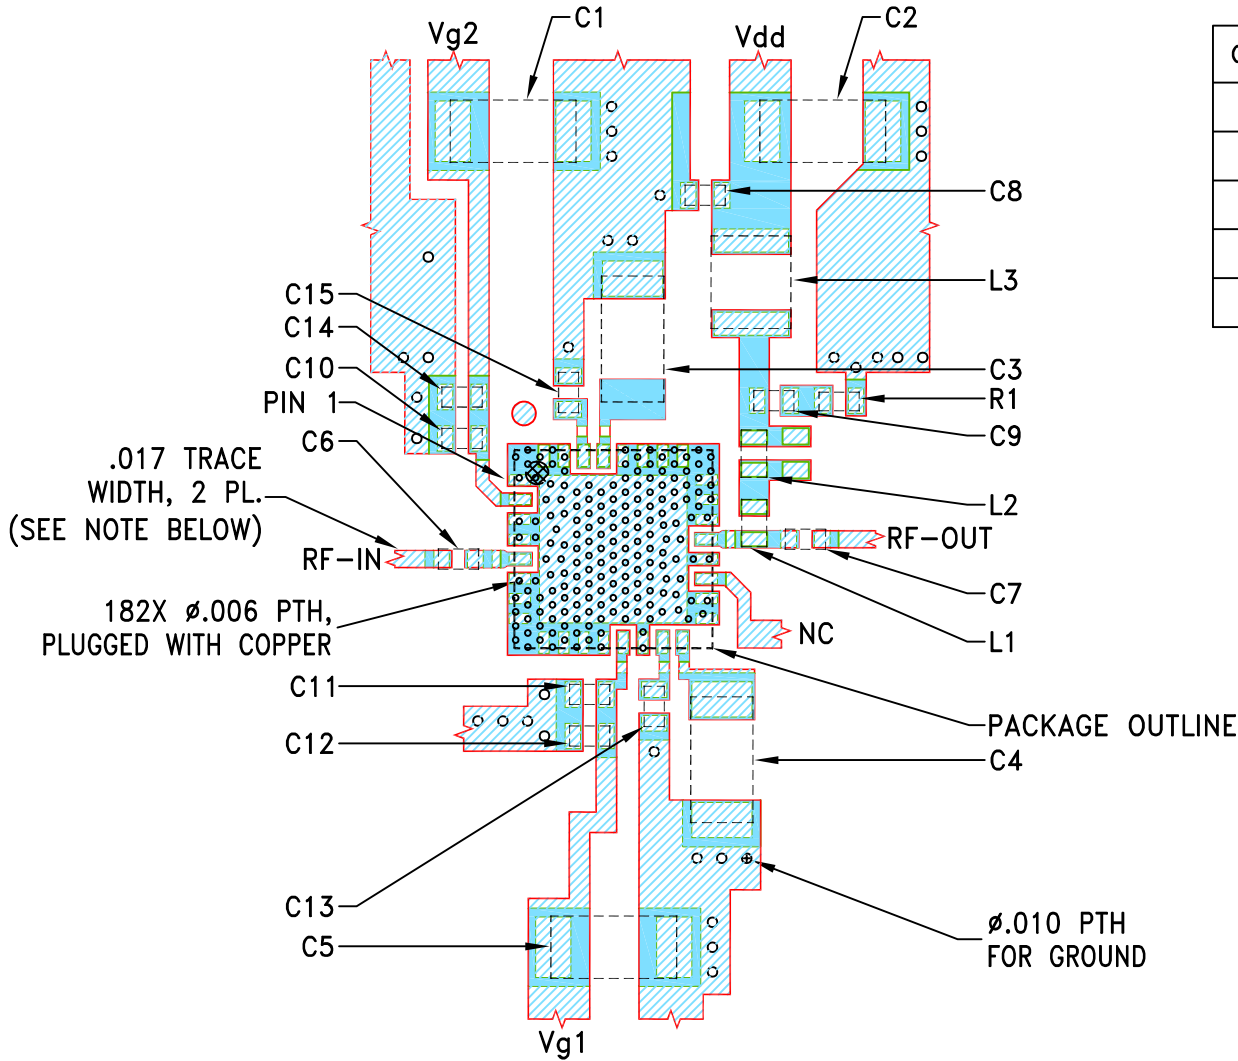 C1
C2
Vg2
Vdd
C8
L3
C15
C14
C10
PIN 1
C6
C3
R1
C9
.017 TRACE
WIDTH, 2 PL.
(SEE NOTE BELOW)
L2
RF-IN
RF-OUT
C7
182X ø.006 PTH,
PLUGGED WITH COPPER
NC
L1
C11
C12
PACKAGE OUTLINE
C4
C13
C5
ø.010 PTH
FOR GROUND
Vg1